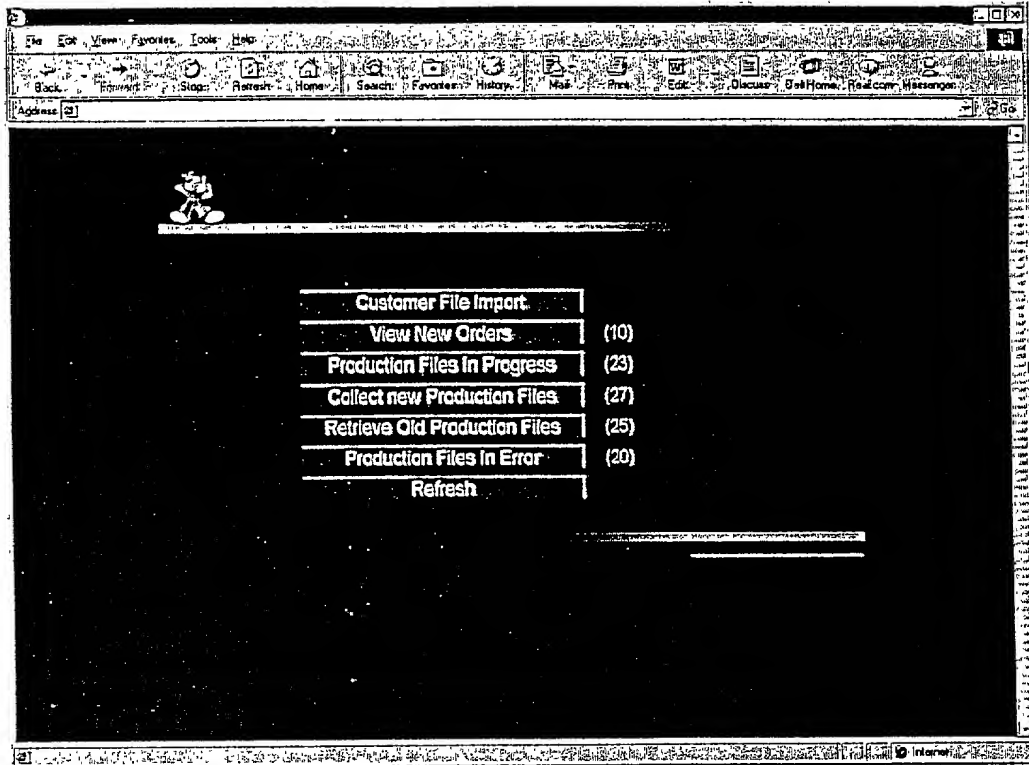 File Edit View Favorites Tools Help
Back Forward Stop Refresh Home Search Favorites History Mail Print Edit Discuss Dell Home Real.com Messenger
Address Go
Customer File Import
View New Orders (10)
Production Files In Progress (23)
Collect new Production Files (27)
Retrieve Old Production Files (25)
Production Files In Error (20)
Refresh
Internet